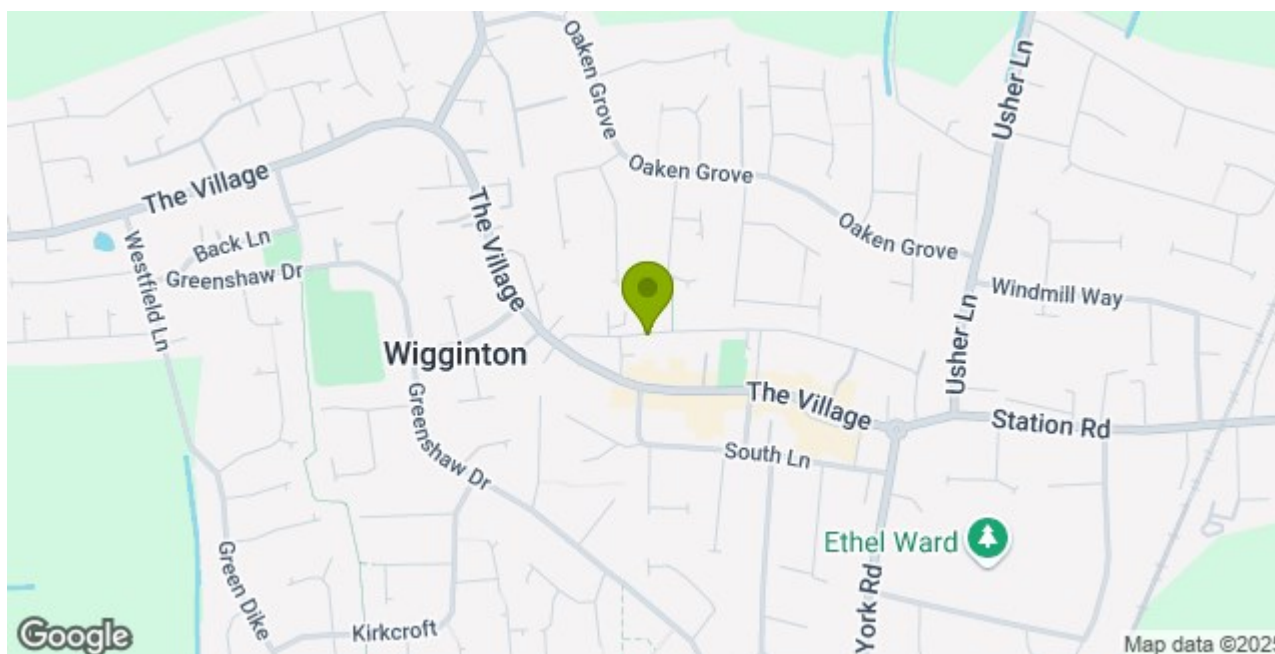 Oaken Grove
Usher Ln
Oaken Grove
The Village
The Village
Oaken Grove
Back Ln
Greenshaw Dr
Westfield Ln
Windmill Way
Wigginton
Usher Ln
The Village
Station Rd
Greenshaw Dr
South Ln
Ethel Ward
Green Dike
York Rd
Kirkcroft
Google
Map data ©2025